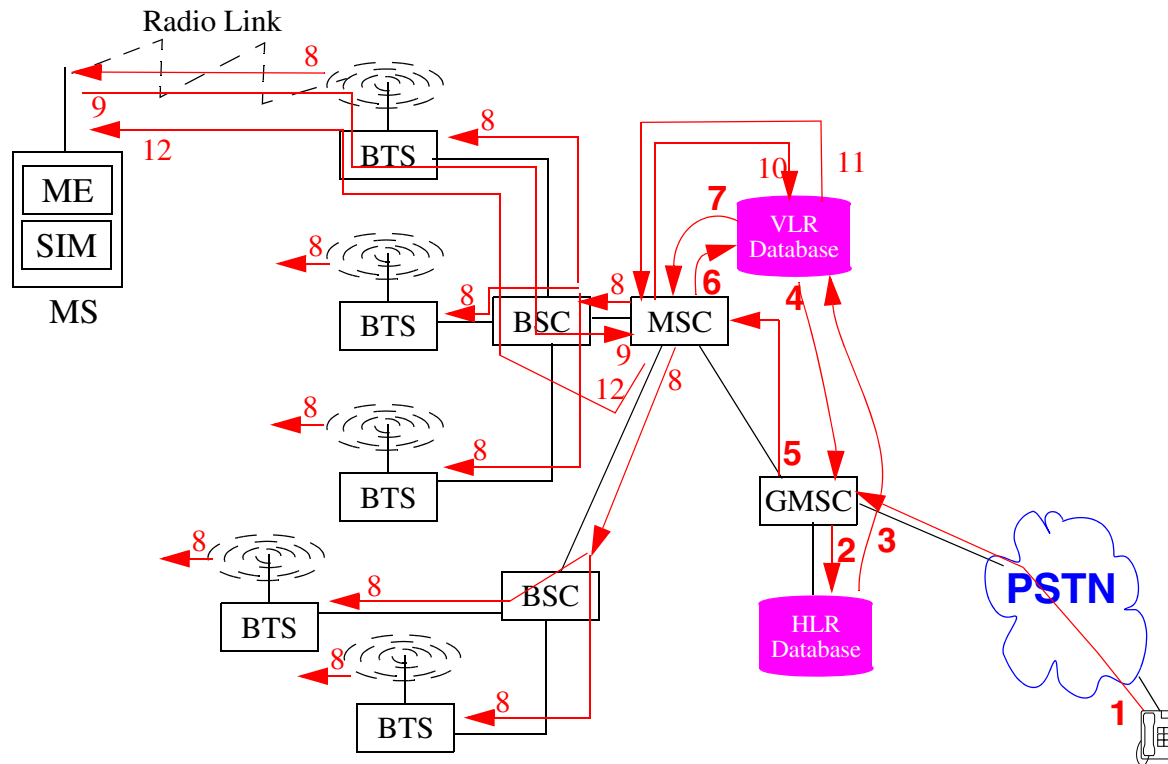 Radio Link
8
9
12
8
BTS
10
11
ME
SIM
MS
7
VLR
Database
8
BTS
8
8
6
4
BSC
MSC
9
12
8
8
BTS
8
5
GMSC
2
3
8
BTS
8
BSC
PSTN
HLR
Database
8
BTS
8
1